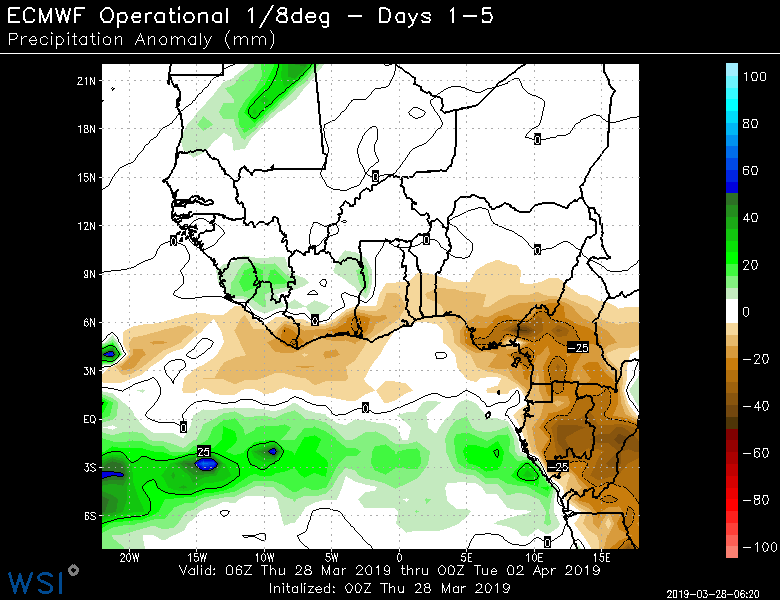 ECMWF Operational 1/8deg – Days 1–5
Precipitation Anomaly (mm)
21N
18N
15N
12N
9N
6N
3N
EQ
3S
6S
20W 15W 10W 5W 0 5E 10E 15E
0
0
0
0
0
0
0
0
0
0
25
−25
−25
100
80
60
40
20
0
−20
−40
−60
−80
−100
Valid: 06Z Thu 28 Mar 2019 thru 00Z Tue 02 Apr 2019
Initalized: 00Z Thu 28 Mar 2019
WSI
2019-03-28-06:20